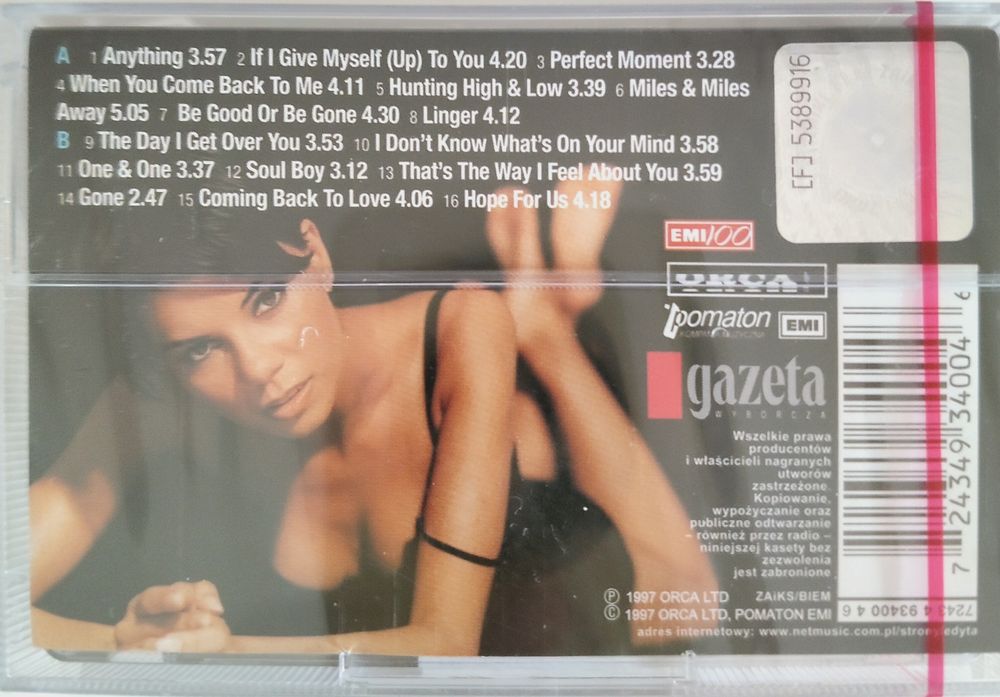 A 1 Anything 3.57 2 If I Give Myself (Up) To You 4.20 3 Perfect Moment 3.28
4 When You Come Back To Me 4.11 5 Hunting High & Low 3.39 6 Miles & Miles
Away 5.05 7 Be Good Or Be Gone 4.30 8 Linger 4.12
B 9 The Day I Get Over You 3.53 10 I Don't Know What's On Your Mind 3.58
11 One & One 3.37 12 Soul Boy 3.12 13 That's The Way I Feel About You 3.59
14 Gone 2.47 15 Coming Back To Love 4.06 16 Hope For Us 4.18
[F] 5389916
EMI100
ORCA
pomaton EMI
KOMPANIA MUZYCZNA
gazeta
WYBORCZA
Wszelkie prawa
producentów
i właścicieli nagranych
utworów
zastrzeżone.
Kopiowanie,
wypożyczanie oraz
publiczne odtwarzanie
– również przez radio –
niniejszej kasety bez
zezwolenia
jest zabronione
Ⓟ 1997 ORCA LTD ZAiKS/BIEM
© 1997 ORCA LTD, POMATON EMI
adres internetowy: www.netmusic.com.pl/strony/edyta
7 24349 34004 6
7243 4 93400 4 6